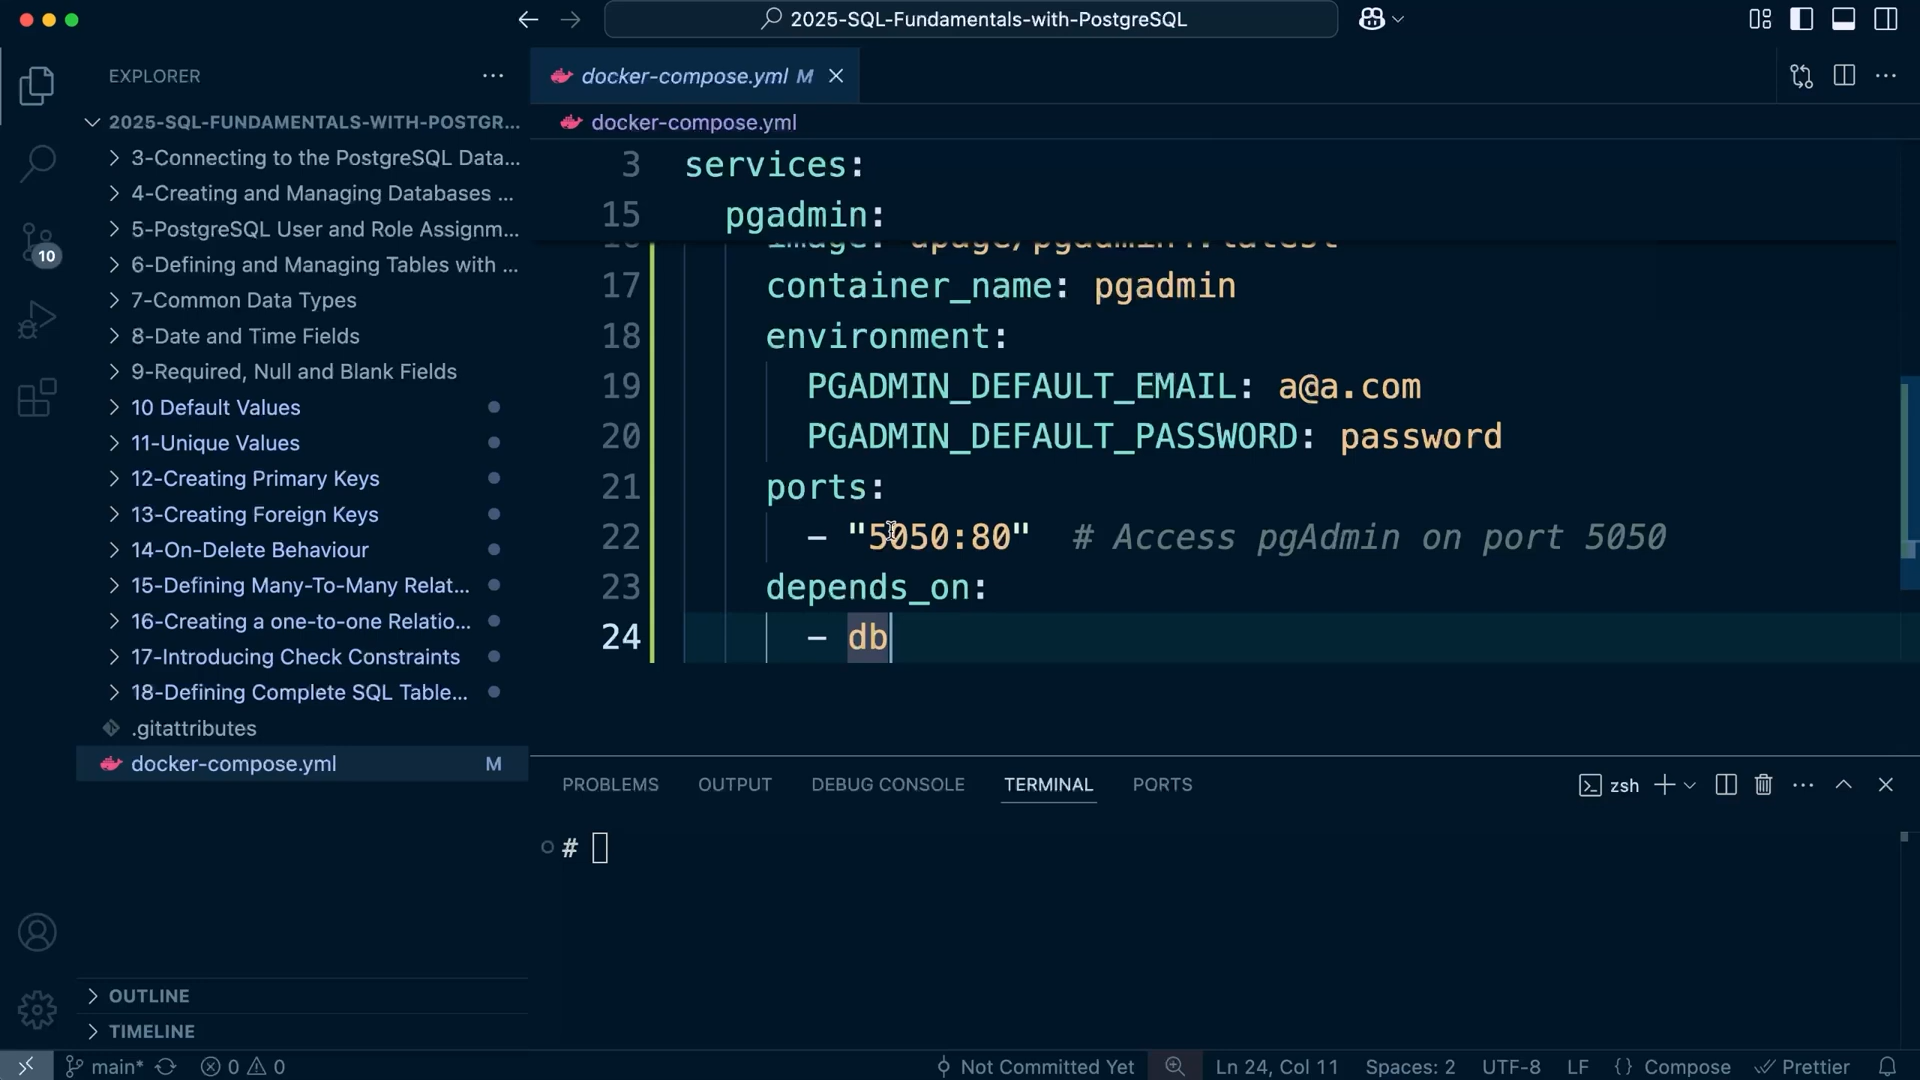 2025-SQL-Fundamentals-with-PostgreSQL
EXPLORER
2025-SQL-FUNDAMENTALS-WITH-POSTGR...
3-Connecting to the PostgreSQL Data...
4-Creating and Managing Databases ...
5-PostgreSQL User and Role Assignm...
6-Defining and Managing Tables with ...
7-Common Data Types
8-Date and Time Fields
9-Required, Null and Blank Fields
10 Default Values
11-Unique Values
12-Creating Primary Keys
13-Creating Foreign Keys
14-On-Delete Behaviour
15-Defining Many-To-Many Relat...
16-Creating a one-to-one Relatio...
17-Introducing Check Constraints
18-Defining Complete SQL Table...
.gitattributes
docker-compose.yml M
OUTLINE
TIMELINE
10
docker-compose.yml M
docker-compose.yml
3 services:
15 pgadmin:
17 container_name: pgadmin
18 environment:
19 PGADMIN_DEFAULT_EMAIL: a@a.com
20 PGADMIN_DEFAULT_PASSWORD: password
21 ports:
22 - "5050:80" # Access pgAdmin on port 5050
23 depends_on:
24 - db
PROBLEMS OUTPUT DEBUG CONSOLE TERMINAL PORTS
zsh
#
main* 0 0 Not Committed Yet Ln 24, Col 11 Spaces: 2 UTF-8 LF {} Compose Prettier